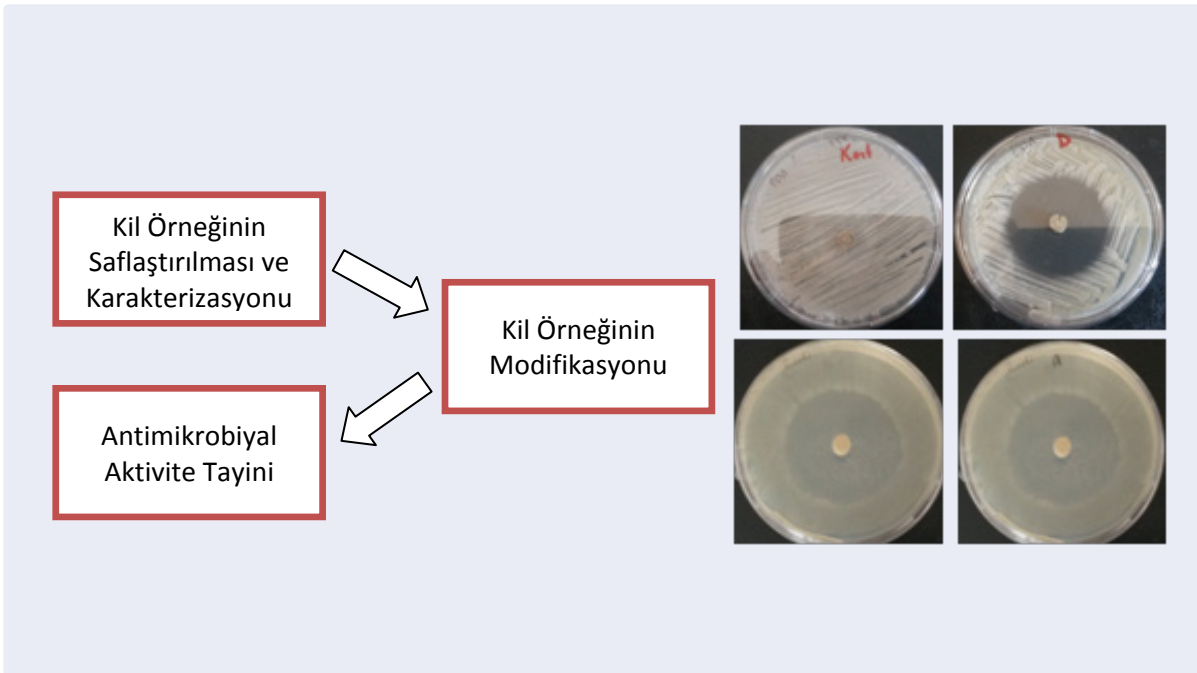 Kil Örneğinin
Saflaştırılması ve
Karakterizasyonu
Kil Örneğinin
Modifikasyonu
Antimikrobiyal
Aktivite Tayini
Kont
D
A